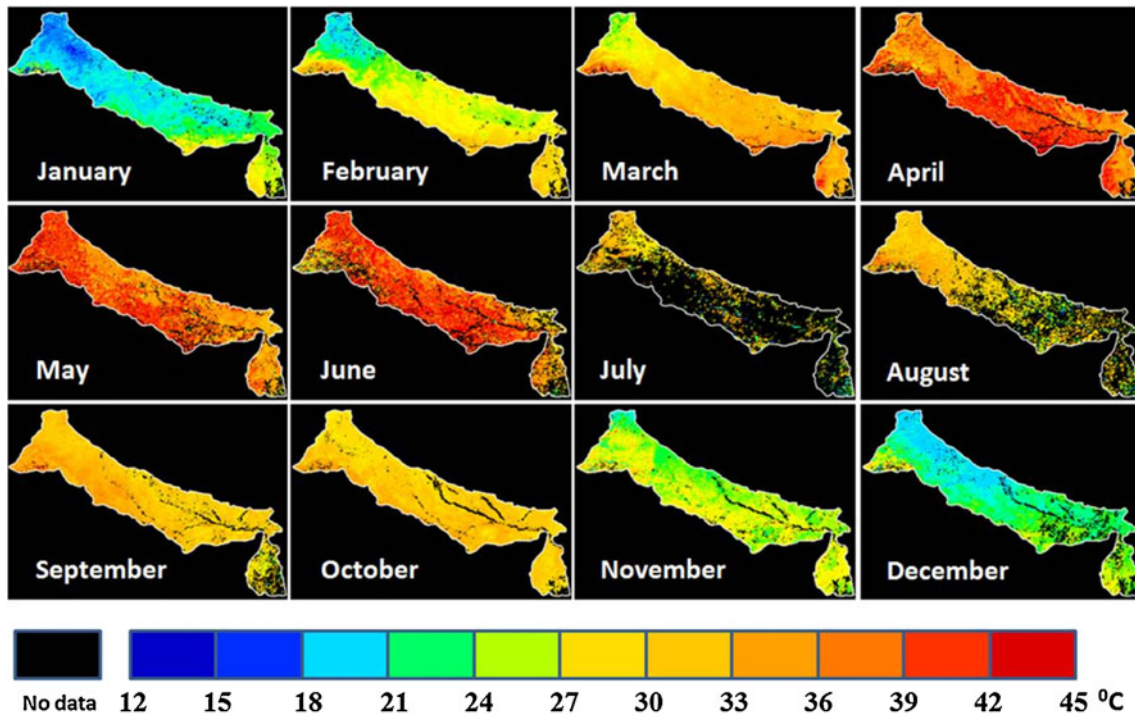 January
February
March
April
May
June
July
August
September
October
November
December
No data 12 15 18 21 24 27 30 33 36 39 42 45 ⁰C